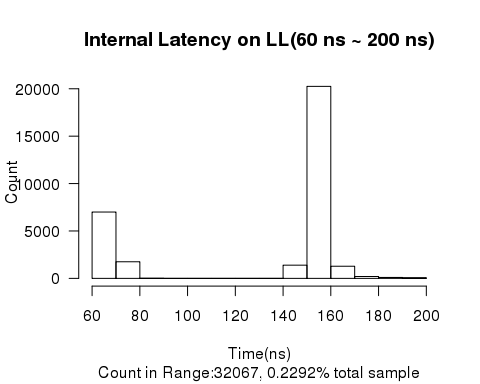 Internal Latency on LL(60 ns ~ 200 ns)
20000
15000
10000
5000
0
Count
60 80 100 120 140 160 180 200
Time(ns)
Count in Range:32067, 0.2292% total sample